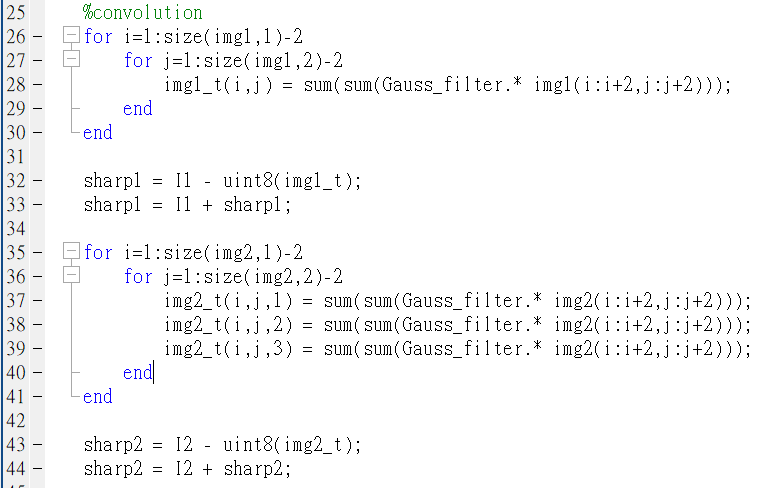 25 %convolution
26 – for i=1:size(img1,1)-2
27 – for j=1:size(img1,2)-2
28 – img1_t(i,j) = sum(sum(Gauss_filter.* img1(i:i+2,j:j+2)));
29 – end
30 – end
31
32 – sharp1 = I1 - uint8(img1_t);
33 – sharp1 = I1 + sharp1;
34
35 – for i=1:size(img2,1)-2
36 – for j=1:size(img2,2)-2
37 – img2_t(i,j,1) = sum(sum(Gauss_filter.* img2(i:i+2,j:j+2)));
38 – img2_t(i,j,2) = sum(sum(Gauss_filter.* img2(i:i+2,j:j+2)));
39 – img2_t(i,j,3) = sum(sum(Gauss_filter.* img2(i:i+2,j:j+2)));
40 – end
41 – end
42
43 – sharp2 = I2 - uint8(img2_t);
44 – sharp2 = I2 + sharp2;